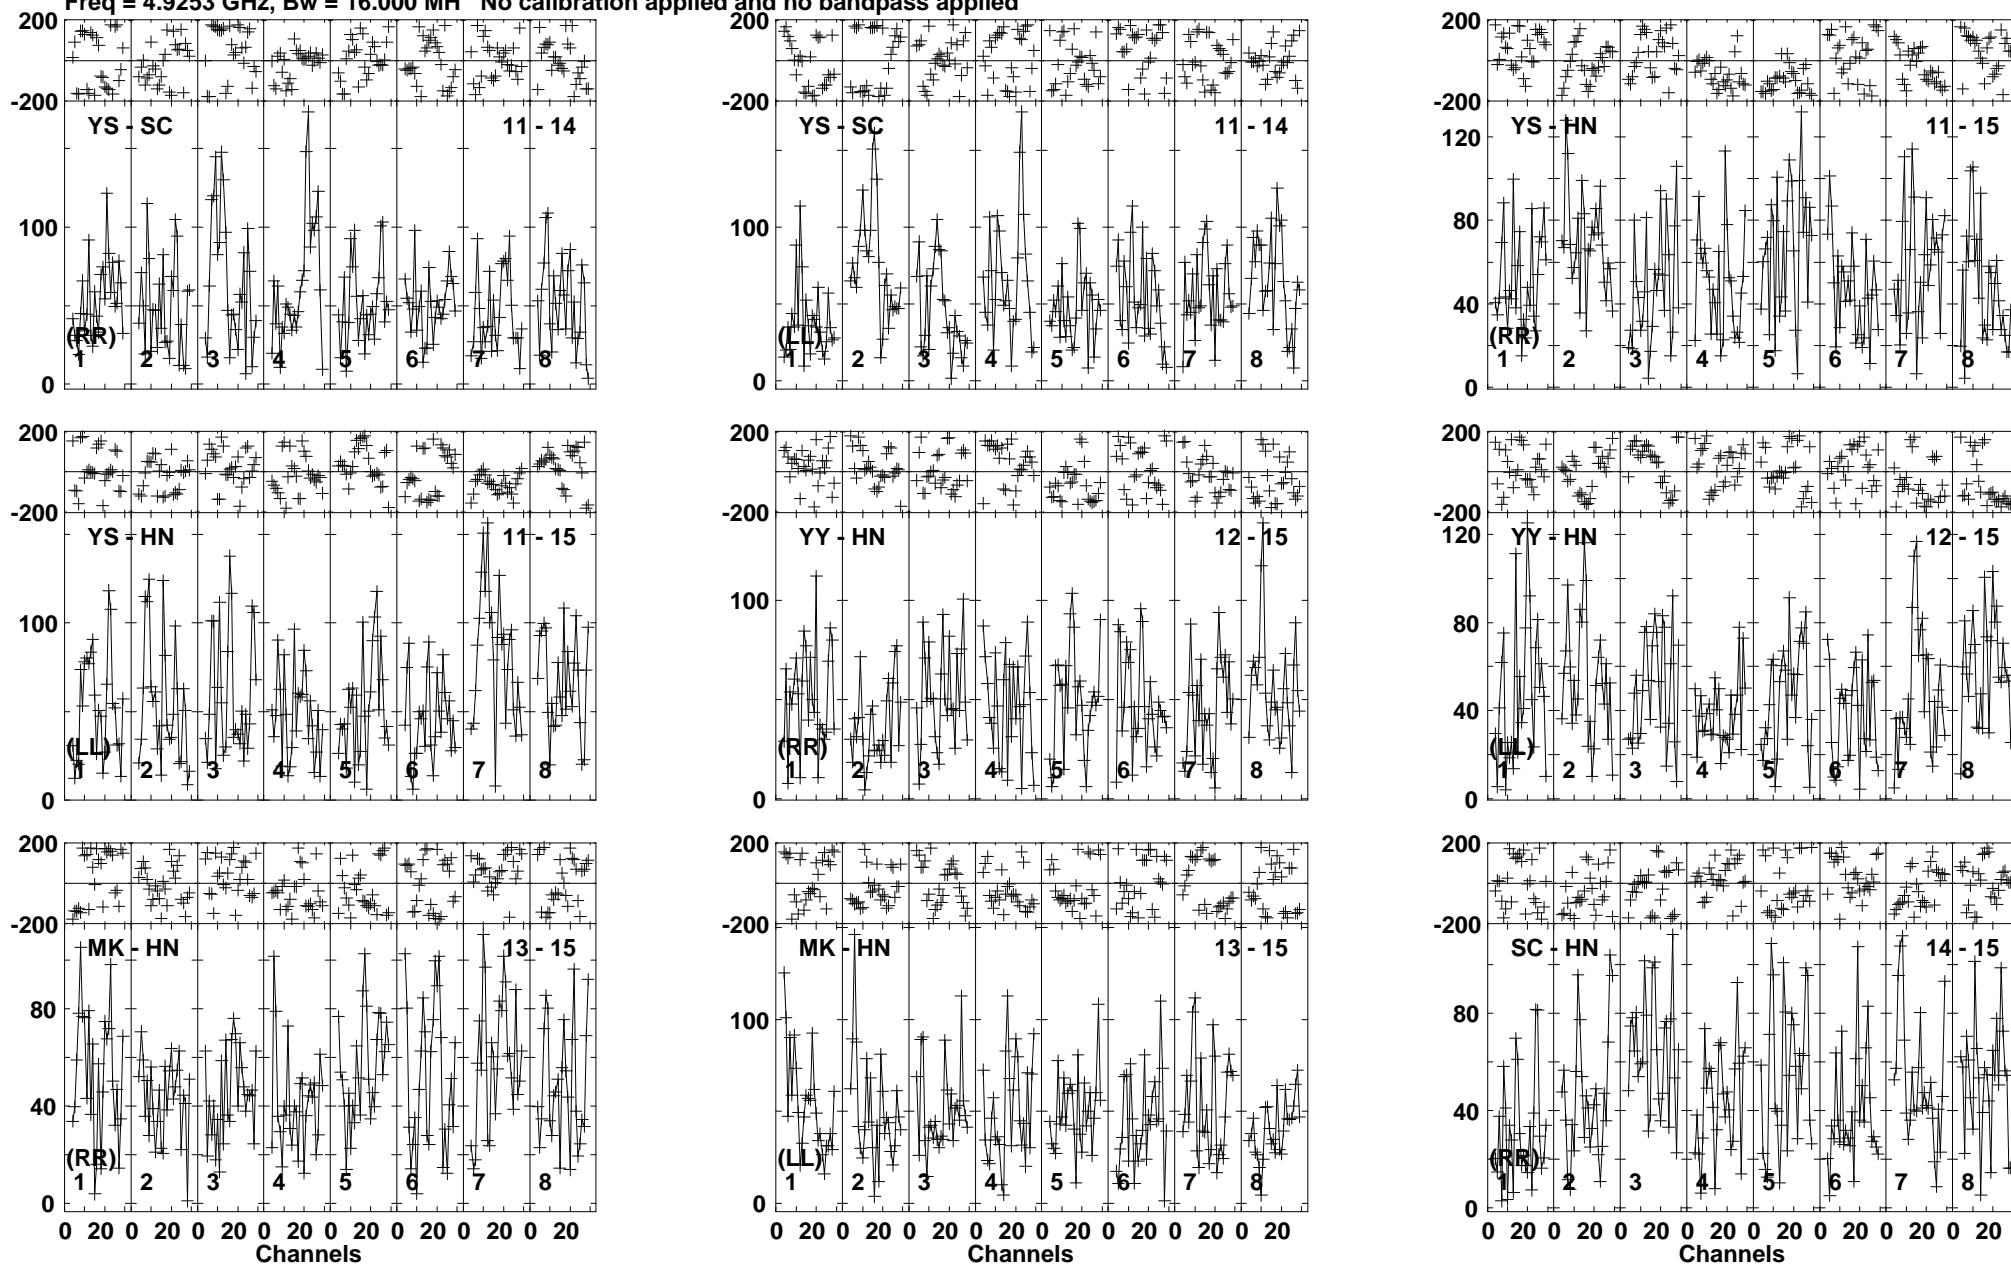 Freq = 4.9253 GHz, Bw = 16.000 MH No calibration applied and no bandpass applied
200 200 200
-200 -200 -200
YS - SC 11 - 14 YS - SC 11 - 14 YS - HN 11 - 15
120
100 100 80
40
(RR) (LL) (RR)
1 2 3 4 5 6 7 8 1 2 3 4 5 6 7 8 1 2 3 4 5 6 7 8
0 0 0
200 200 200
-200 -200 -200
YS - HN 11 - 15 YY - HN 12 - 15 YY - HN 12 - 15
120
100 100 80
40
(LL) (RR) (LL)
1 2 3 4 5 6 7 8 1 2 3 4 5 6 7 8 1 2 3 4 5 6 7 8
0 0 0
200 200 200
-200 -200 -200
MK - HN 13 - 15 MK - HN 13 - 15 SC - HN 14 - 15
80 100 80
40 40
(RR) (LL) (RR)
1 2 3 4 5 6 7 8 1 2 3 4 5 6 7 8 1 2 3 4 5 6 7 8
0 0 0
0 20 0 20 0 20 0 20 0 20 0 20 0 20 0 20 0 20 0 20 0 20 0 20 0 20 0 20 0 20 0 20 0 20 0 20 0 20 0 20 0 20 0 20 0 20 0 20
Channels Channels Channels